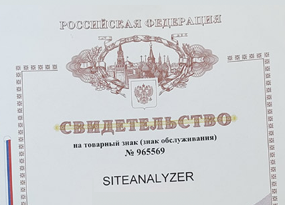 РОССИЙСКАЯ ФЕДЕРАЦИЯ
СВИДЕТЕЛЬСТВО
на товарный знак (знак обслуживания)
№ 965569
SITEANALYZER